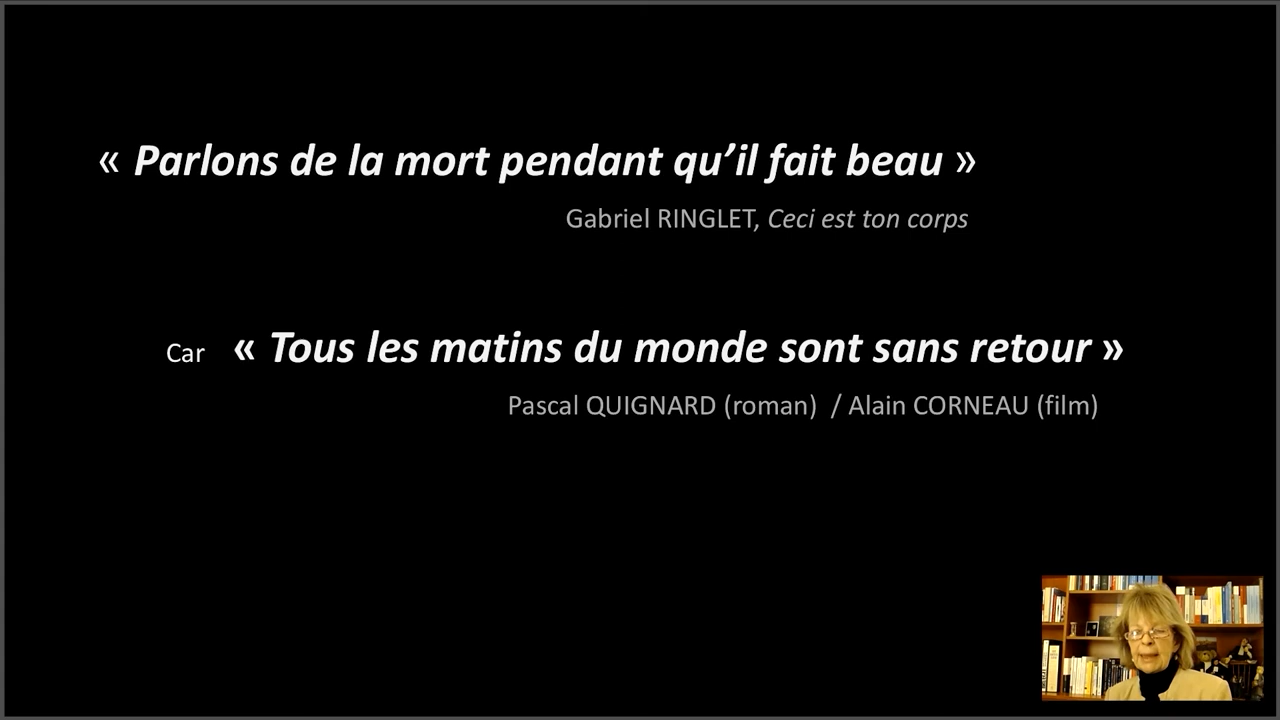 « Parlons de la mort pendant qu’il fait beau »
Gabriel RINGLET, Ceci est ton corps
Car « Tous les matins du monde sont sans retour »
Pascal QUIGNARD (roman) / Alain CORNEAU (film)